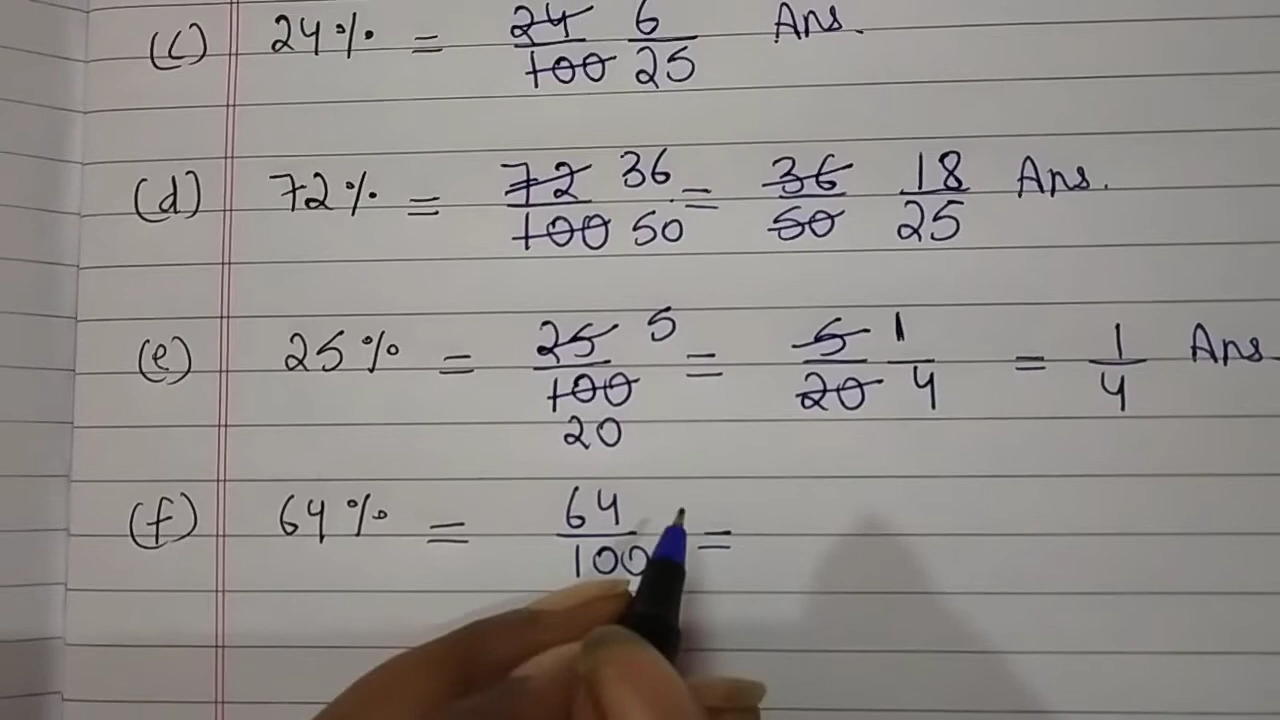 (c) 24% = 24/100 6/25 Ans.
(d) 72% = 72/100 36/50 = 36/50 18/25 Ans.
(e) 25% = 25/100 5/20 = 5/20 1/4 = 1/4 Ans
(f) 64% = 64/100 =